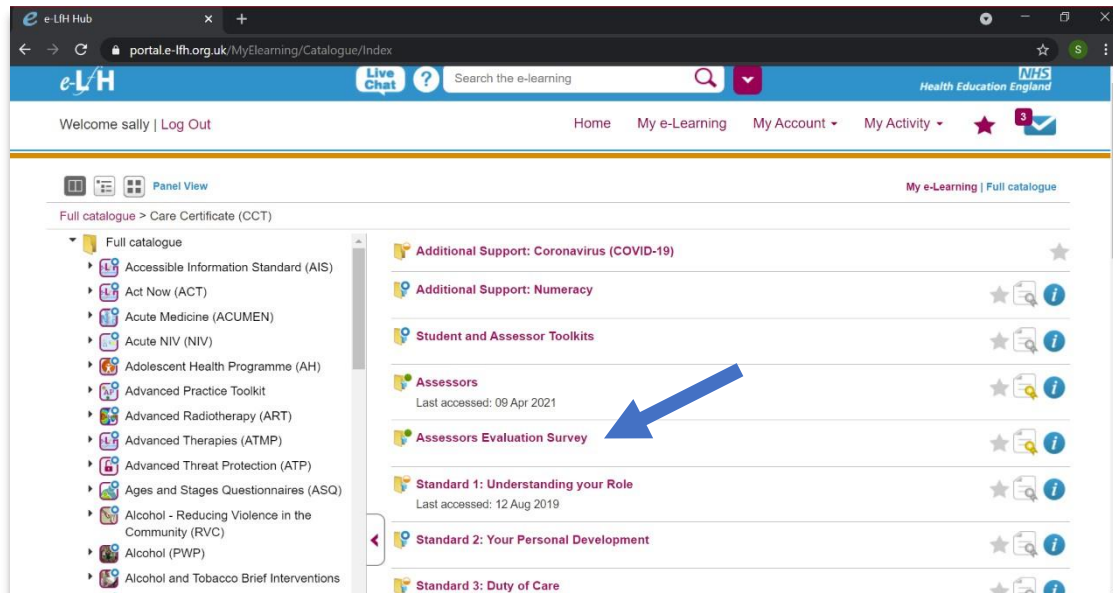 e-LfH Hub
portal.e-lfh.org.uk/MyElearning/Catalogue/Index
S
e-LfH
Live Chat
?
Search the e-learning
NHS
Health Education England
Welcome sally | Log Out
Home My e-Learning My Account My Activity
3
Panel View
My e-Learning | Full catalogue
Full catalogue > Care Certificate (CCT)
Full catalogue
Accessible Information Standard (AIS)
Act Now (ACT)
Acute Medicine (ACUMEN)
Acute NIV (NIV)
Adolescent Health Programme (AH)
Advanced Practice Toolkit
Advanced Radiotherapy (ART)
Advanced Therapies (ATMP)
Advanced Threat Protection (ATP)
Ages and Stages Questionnaires (ASQ)
Alcohol - Reducing Violence in the
Community (RVC)
Alcohol (PWP)
Alcohol and Tobacco Brief Interventions
Additional Support: Coronavirus (COVID-19)
Additional Support: Numeracy
Student and Assessor Toolkits
Assessors
Last accessed: 09 Apr 2021
Assessors Evaluation Survey
Standard 1: Understanding your Role
Last accessed: 12 Aug 2019
Standard 2: Your Personal Development
Standard 3: Duty of Care